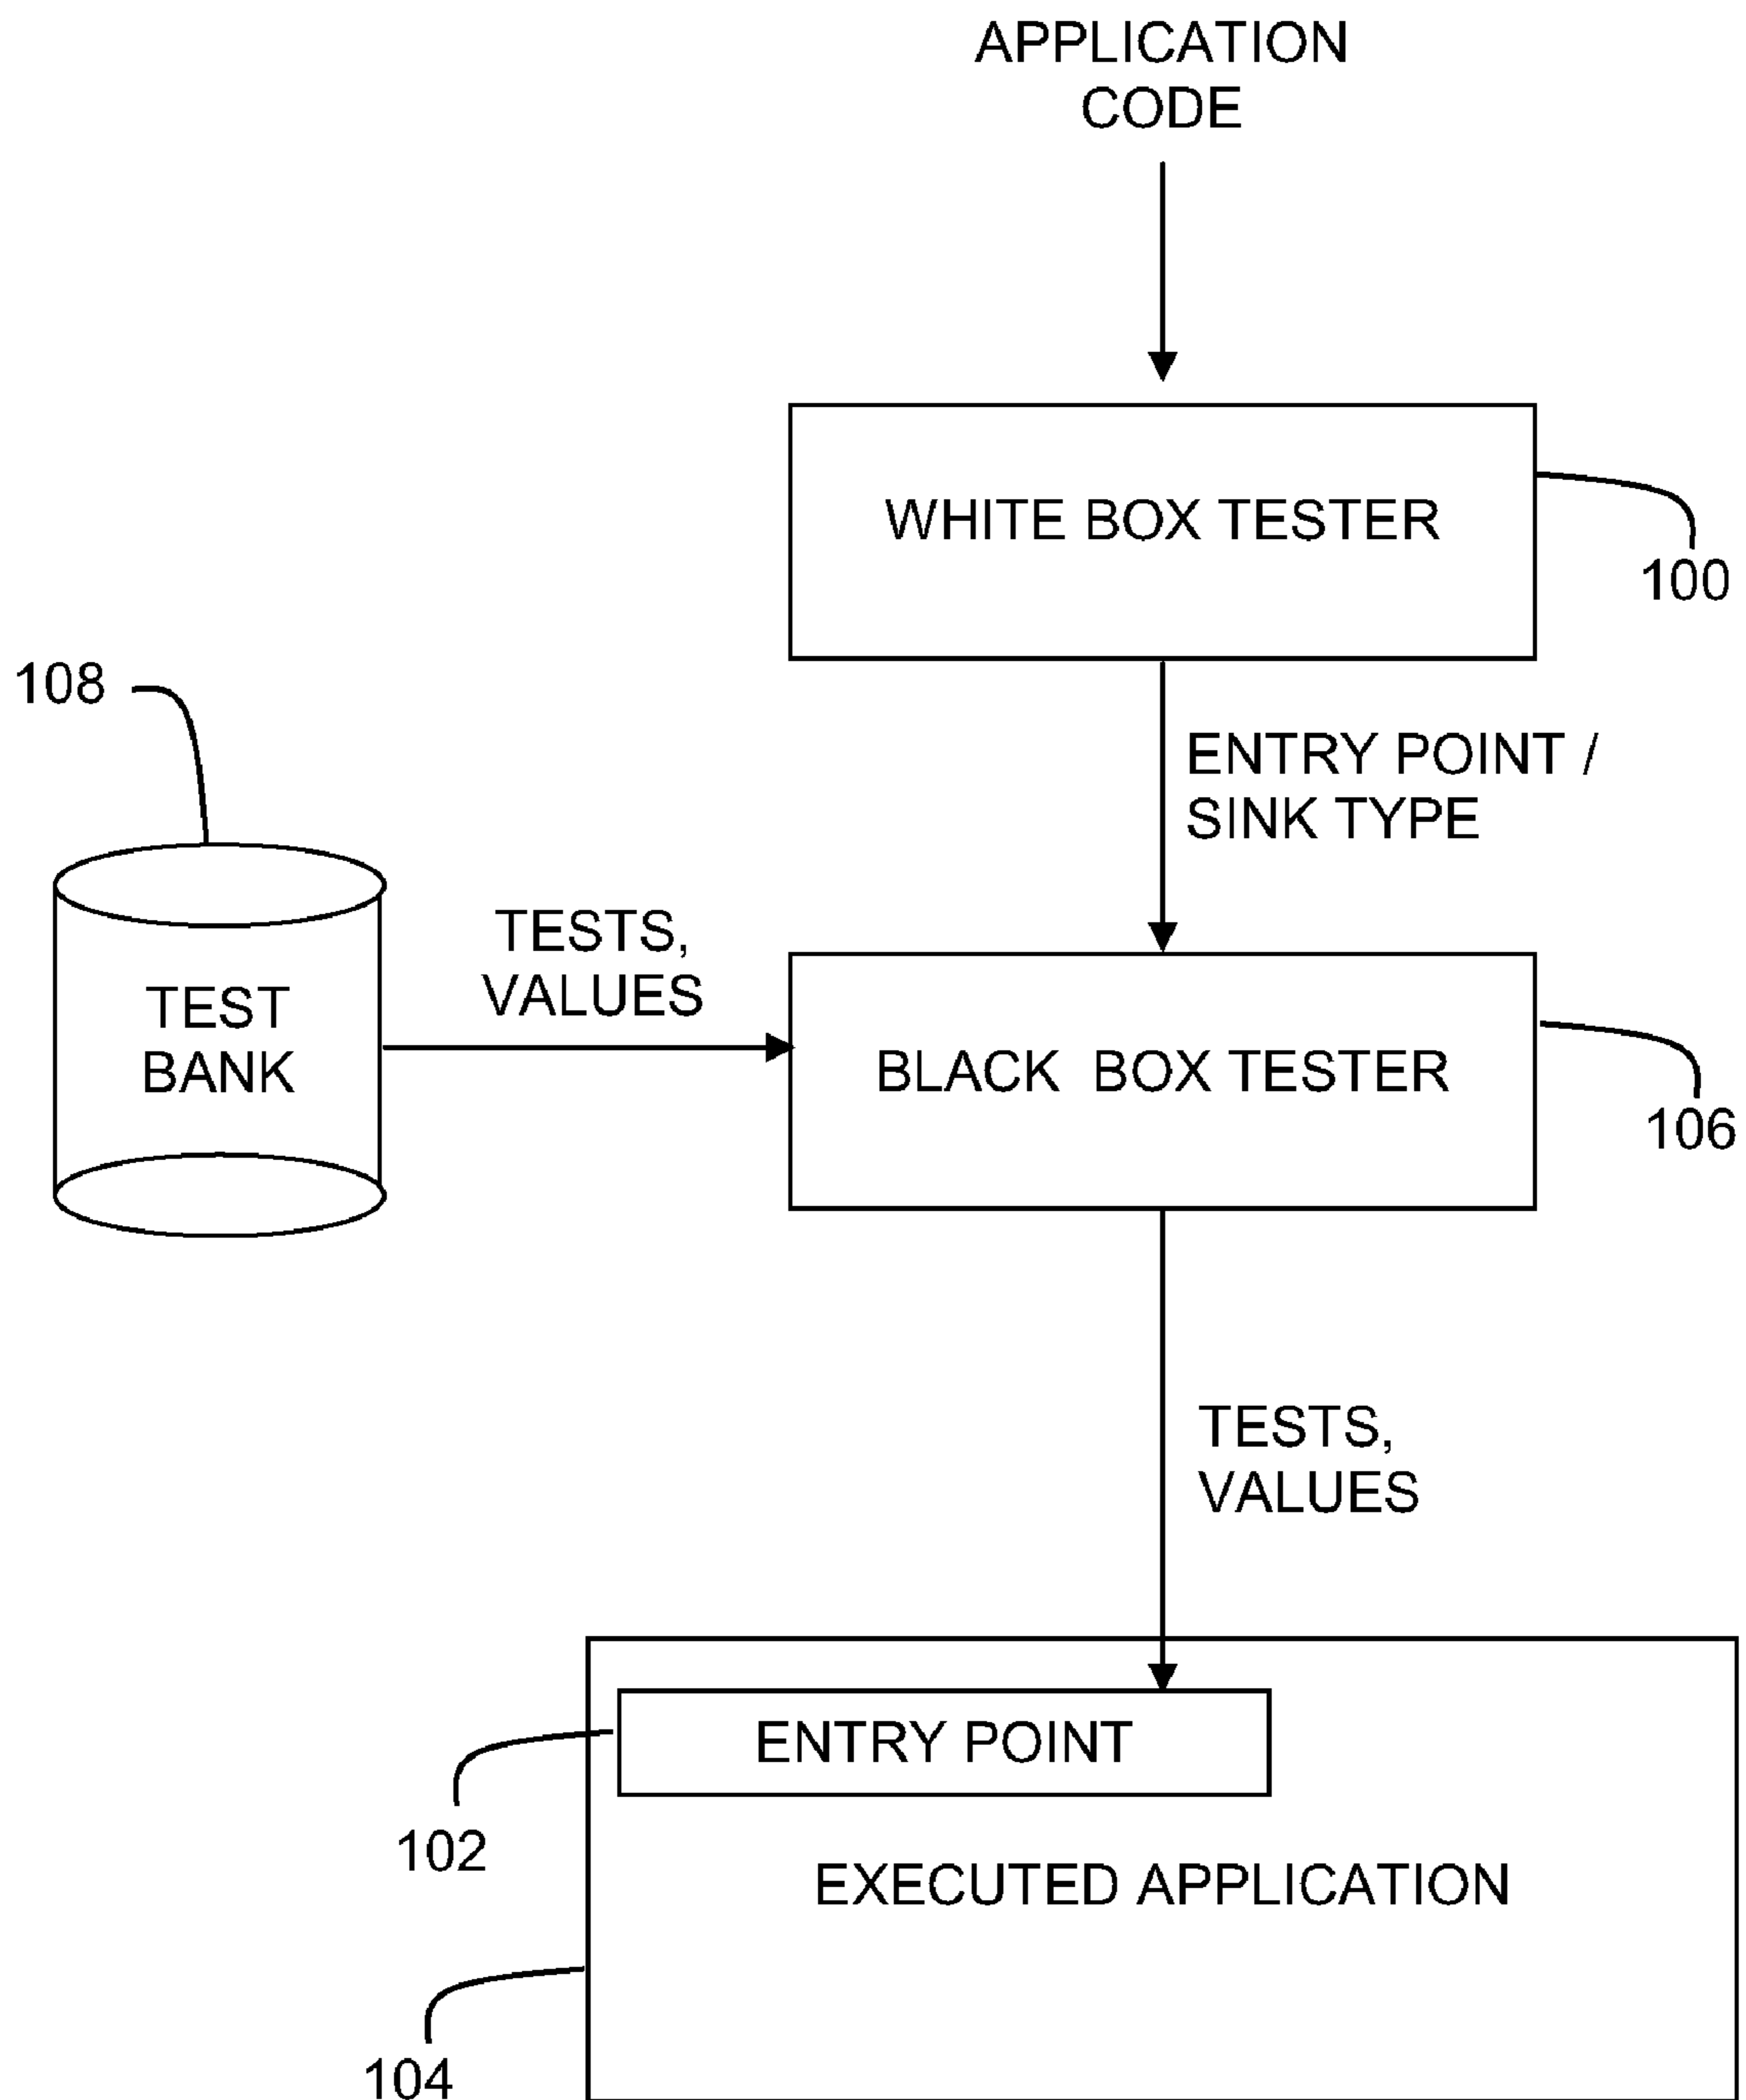 APPLICATION
CODE
WHITE BOX TESTER
100
108
ENTRY POINT /
SINK TYPE
TESTS,
VALUES
TEST
BANK
BLACK BOX TESTER
106
TESTS,
VALUES
ENTRY POINT
102
EXECUTED APPLICATION
104